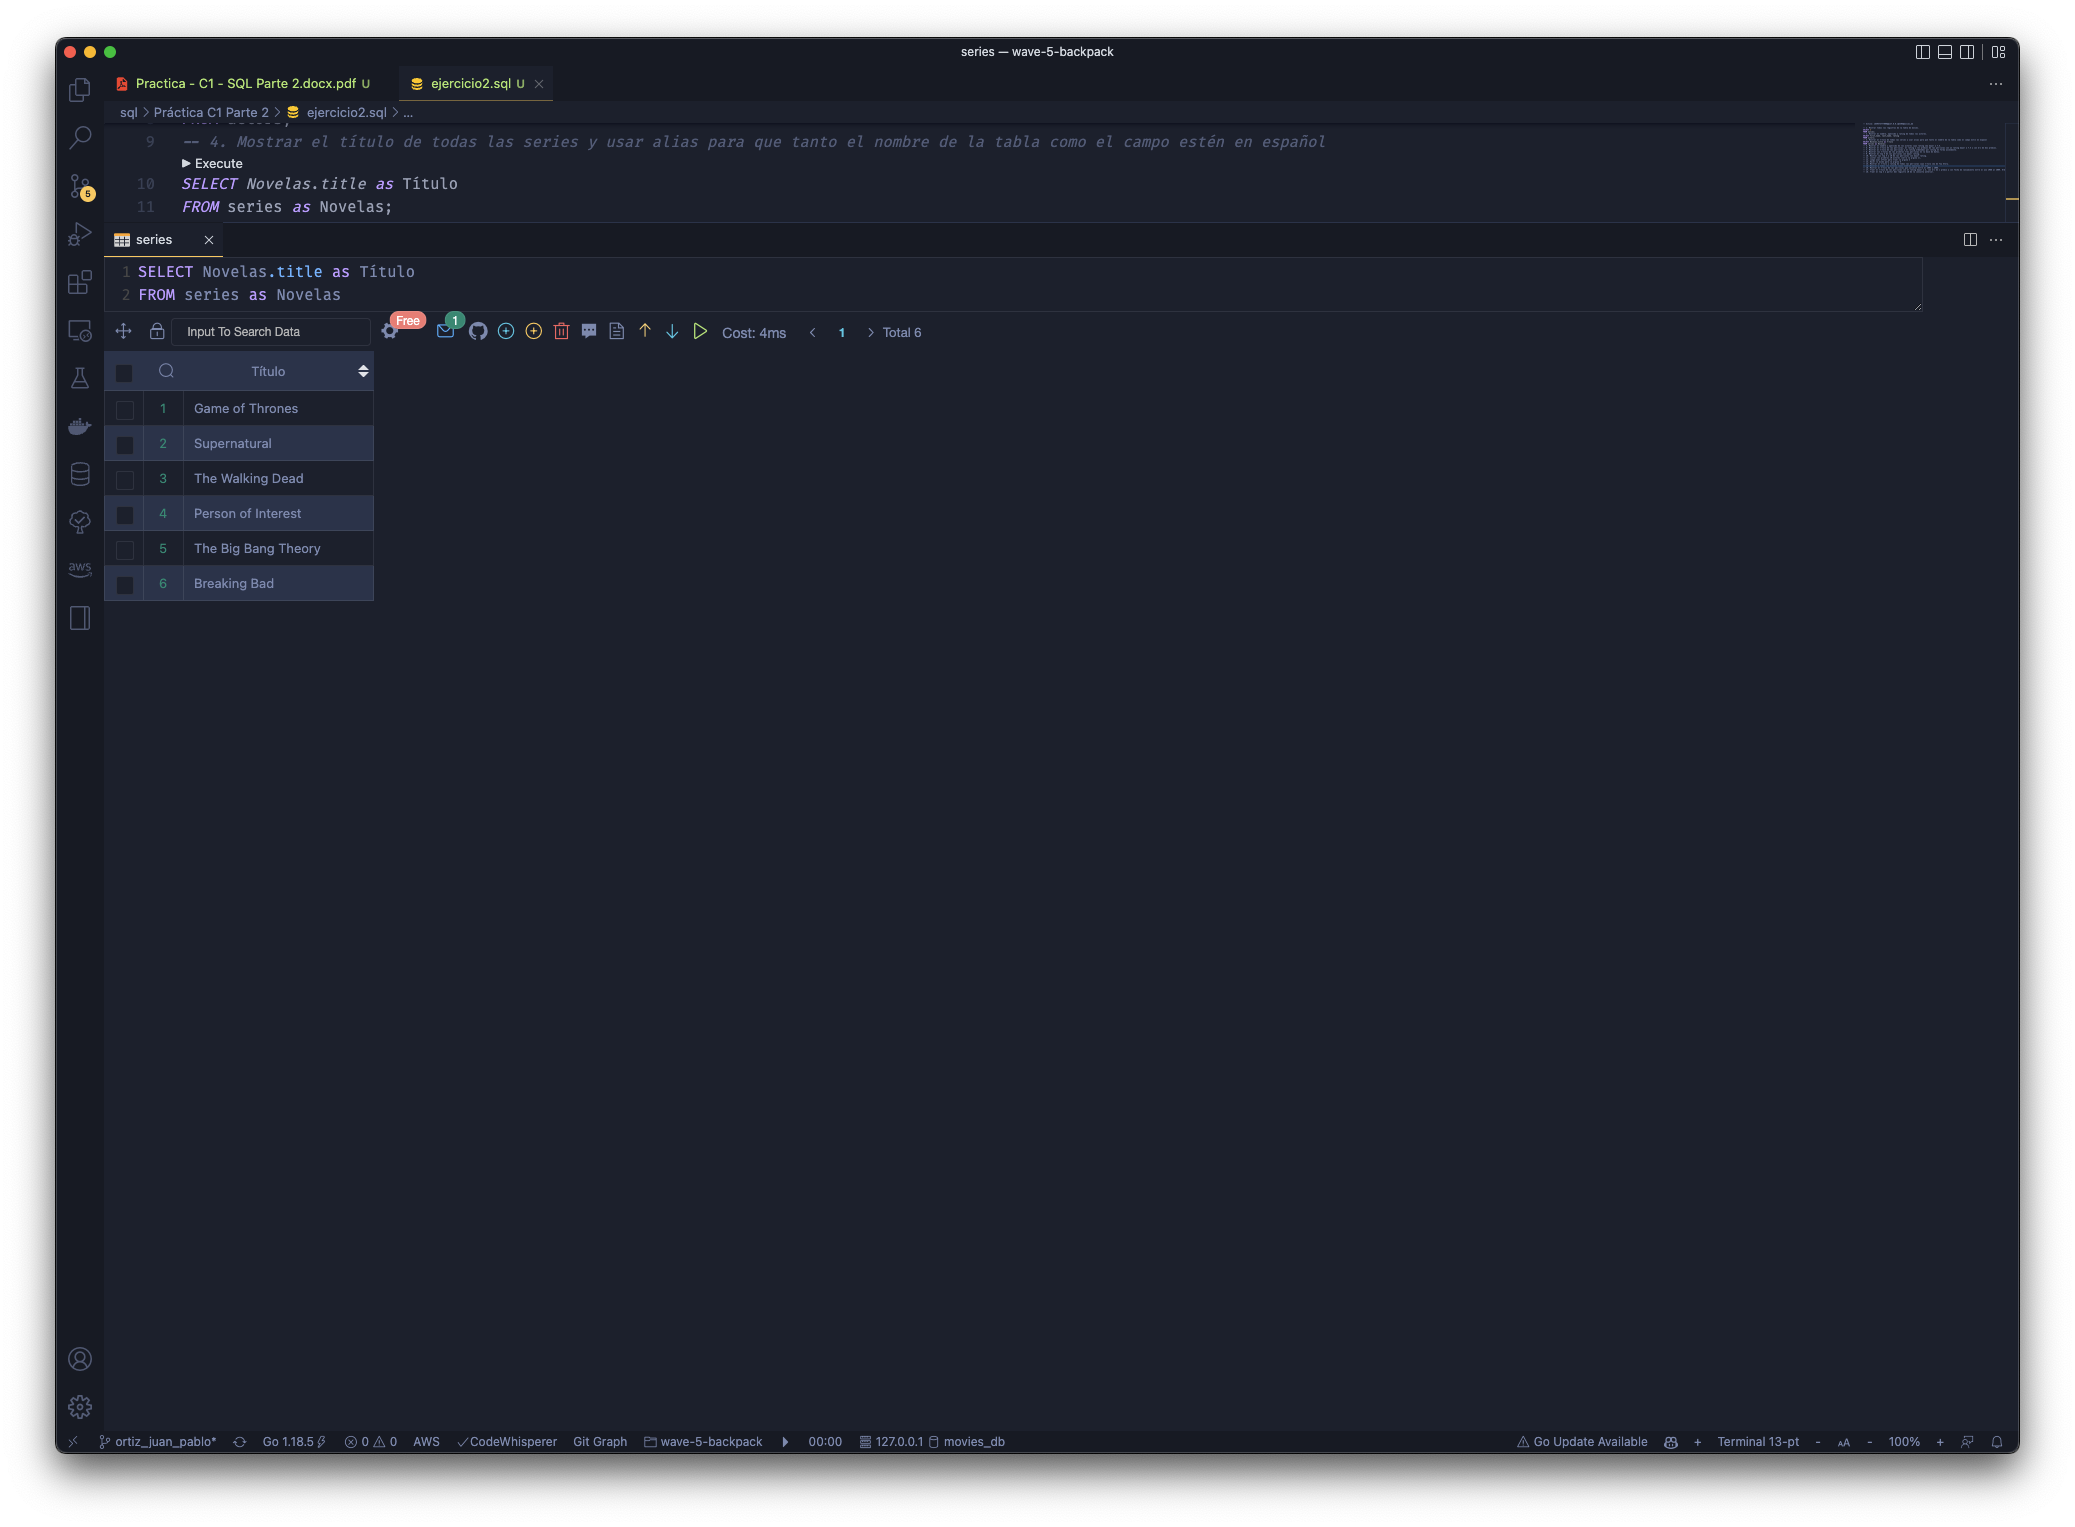 series — wave-5-backpack
Practica - C1 - SQL Parte 2.docx.pdf U
ejercicio2.sql U
sql > Práctica C1 Parte 2 > ejercicio2.sql > ...
9 -- 4. Mostrar el título de todas las series y usar alias para que tanto el nombre de la tabla como el campo estén en español
Execute
10 SELECT Novelas.title as Título
11 FROM series as Novelas;
5
series
1 SELECT Novelas.title as Título
2 FROM series as Novelas
Input To Search Data
Free
1
Cost: 4ms
< 1 > Total 6
Título
1 Game of Thrones
2 Supernatural
3 The Walking Dead
4 Person of Interest
5 The Big Bang Theory
6 Breaking Bad
aws
ortiz_juan_pablo* Go 1.18.5 0 0 AWS CodeWhisperer Git Graph wave-5-backpack 00:00 127.0.0.1 movies_db Go Update Available + Terminal 13-pt - AA - 100% +